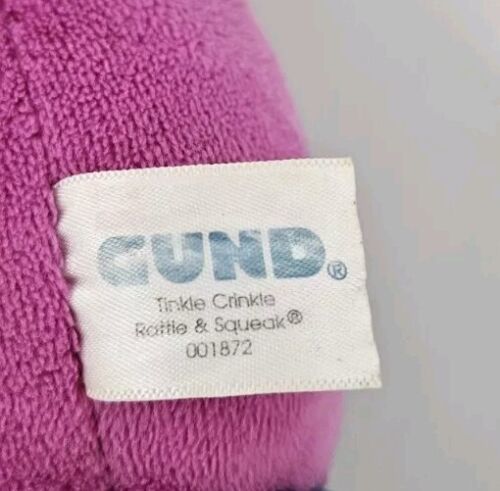 GUND®
Tinkle Crinkle
Rattle & Squeak®
001872